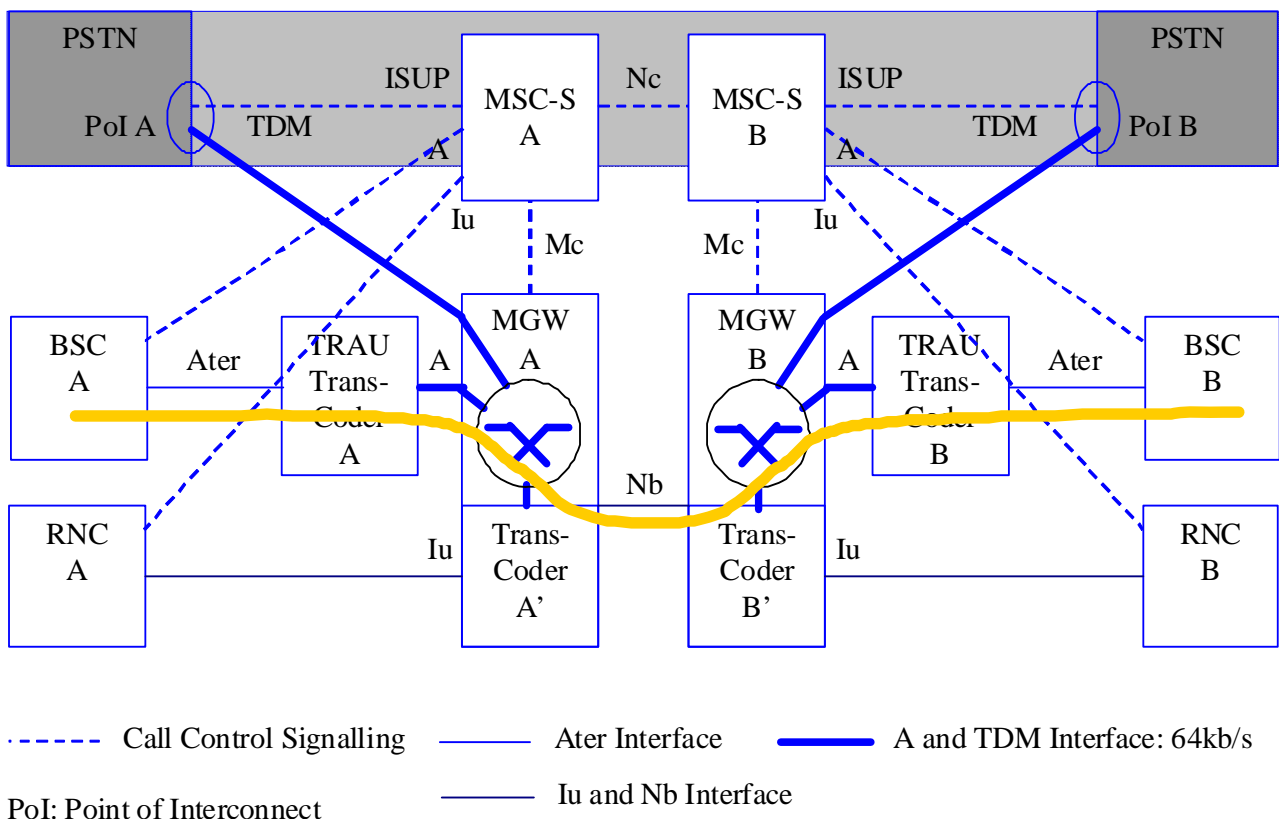 PSTN
PSTN
ISUP
Nc
ISUP
MSC-S
A
MSC-S
B
PoI A
TDM
TDM
PoI B
A
A
Iu
Iu
Mc
Mc
BSC
A
Ater
TRAU
Trans-
Coder
A
A
MGW
A
MGW
B
A
TRAU
Trans-
Coder
B
Ater
BSC
B
Nb
RNC
A
Iu
Trans-
Coder
A’
Trans-
Coder
B’
Iu
RNC
B
Call Control Signalling
Ater Interface
A and TDM Interface: 64kb/s
PoI: Point of Interconnect
Iu and Nb Interface